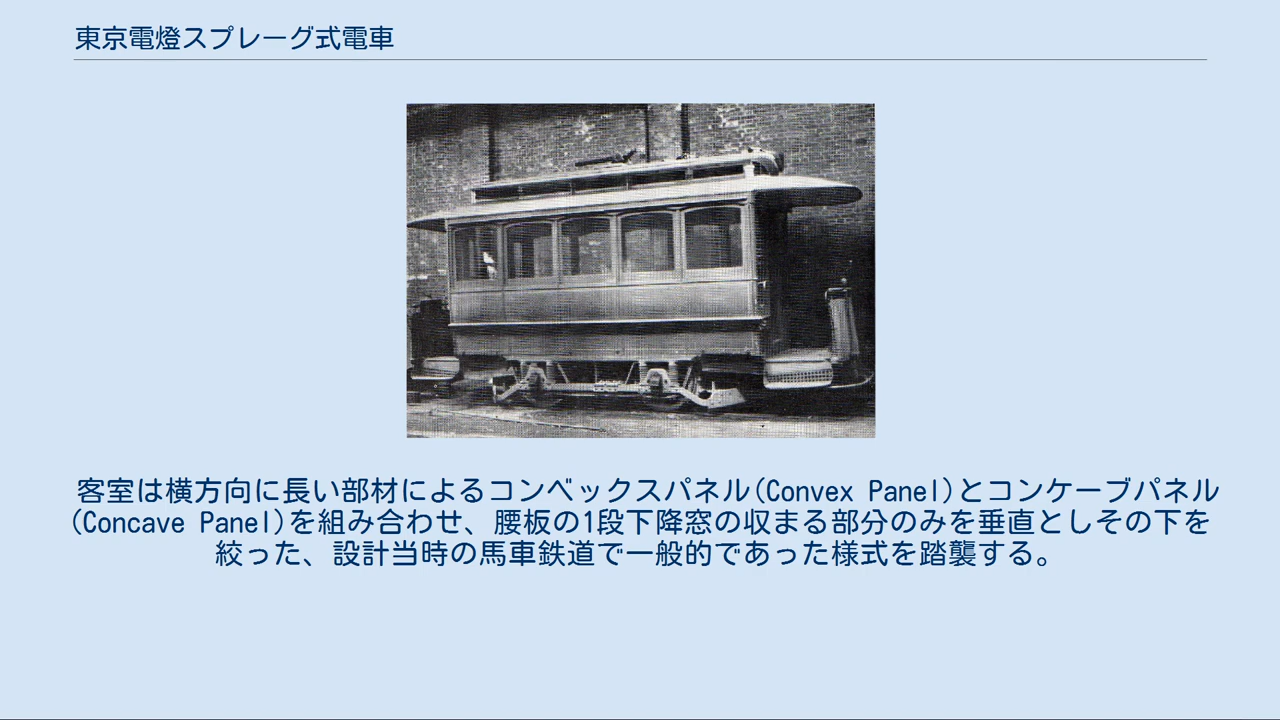 東京電燈スプレーグ式電車
客室は横方向に長い部材によるコンベックスパネル(Convex Panel)とコンケーブパネル
(Concave Panel)を組み合わせ、腰板の1段下降窓の収まる部分のみを垂直としその下を
絞った、設計当時の馬車鉄道で一般的であった様式を踏襲する。